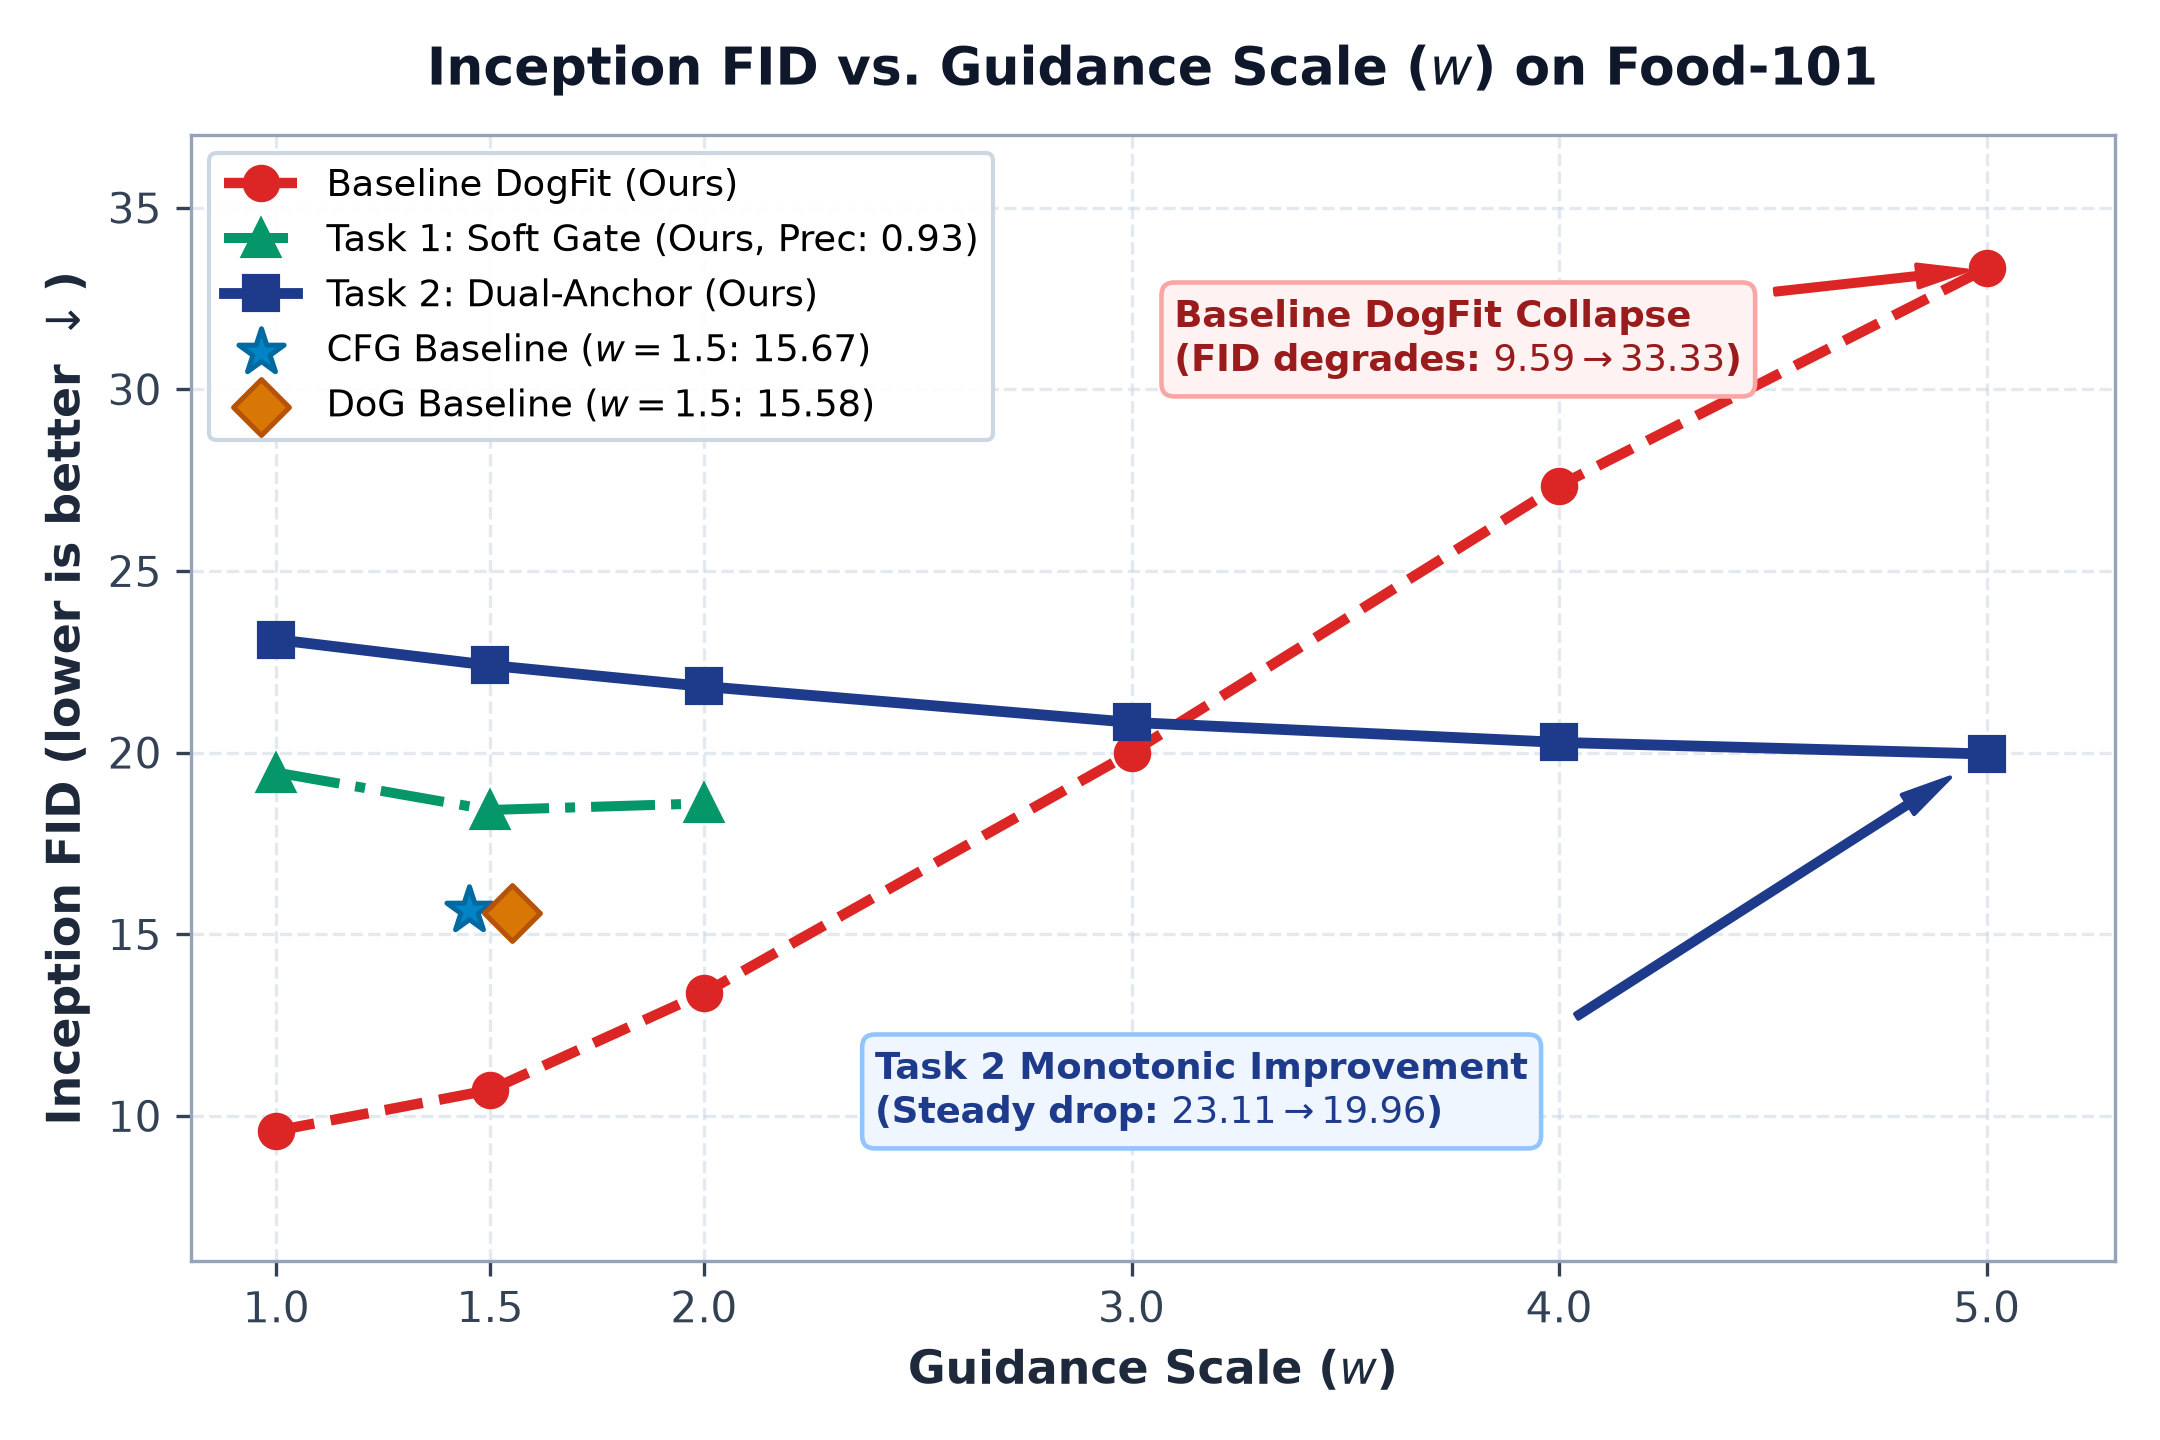 Inception FID vs. Guidance Scale (w) on Food-101
Baseline DogFit (Ours)
Task 1: Soft Gate (Ours, Prec: 0.93)
Task 2: Dual-Anchor (Ours)
CFG Baseline (w = 1.5: 15.67)
DoG Baseline (w = 1.5: 15.58)
Baseline DogFit Collapse
(FID degrades: 9.59 → 33.33)
Task 2 Monotonic Improvement
(Steady drop: 23.11 → 19.96)
Inception FID (lower is better ↓ )
35
30
25
20
15
10
1.0
1.5
2.0
3.0
4.0
5.0
Guidance Scale (w)